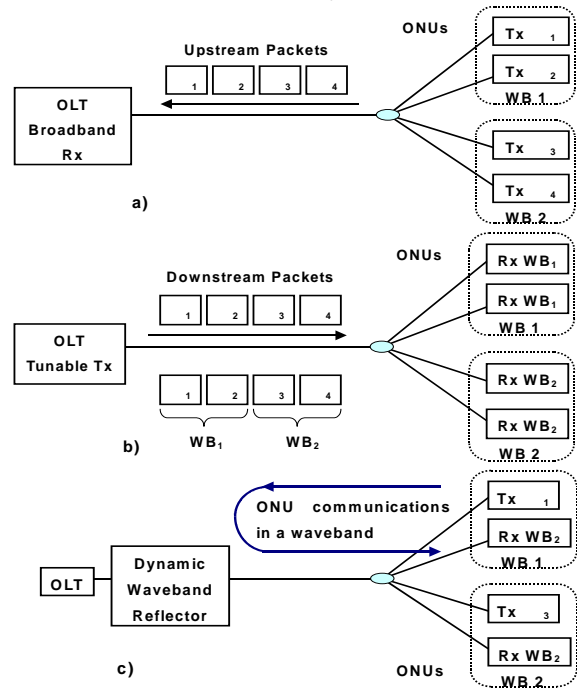 ONUs
Upstream Packets
1 2 3 4
OLT
Broadband
Rx
Tx 1
Tx 2
WB 1
Tx 3
Tx 4
WB 2
a)
ONUs
Downstream Packets
1 2 3 4
OLT
Tunable Tx
1 2 3 4
WB1 WB2
Rx WB1
Rx WB1
WB 1
Rx WB2
Rx WB2
WB 2
b)
ONU communications
in a waveband
OLT
Dynamic
Waveband
Reflector
Tx 1
Rx WB2
WB 1
Tx 3
Rx WB2
WB 2
c)
ONUs